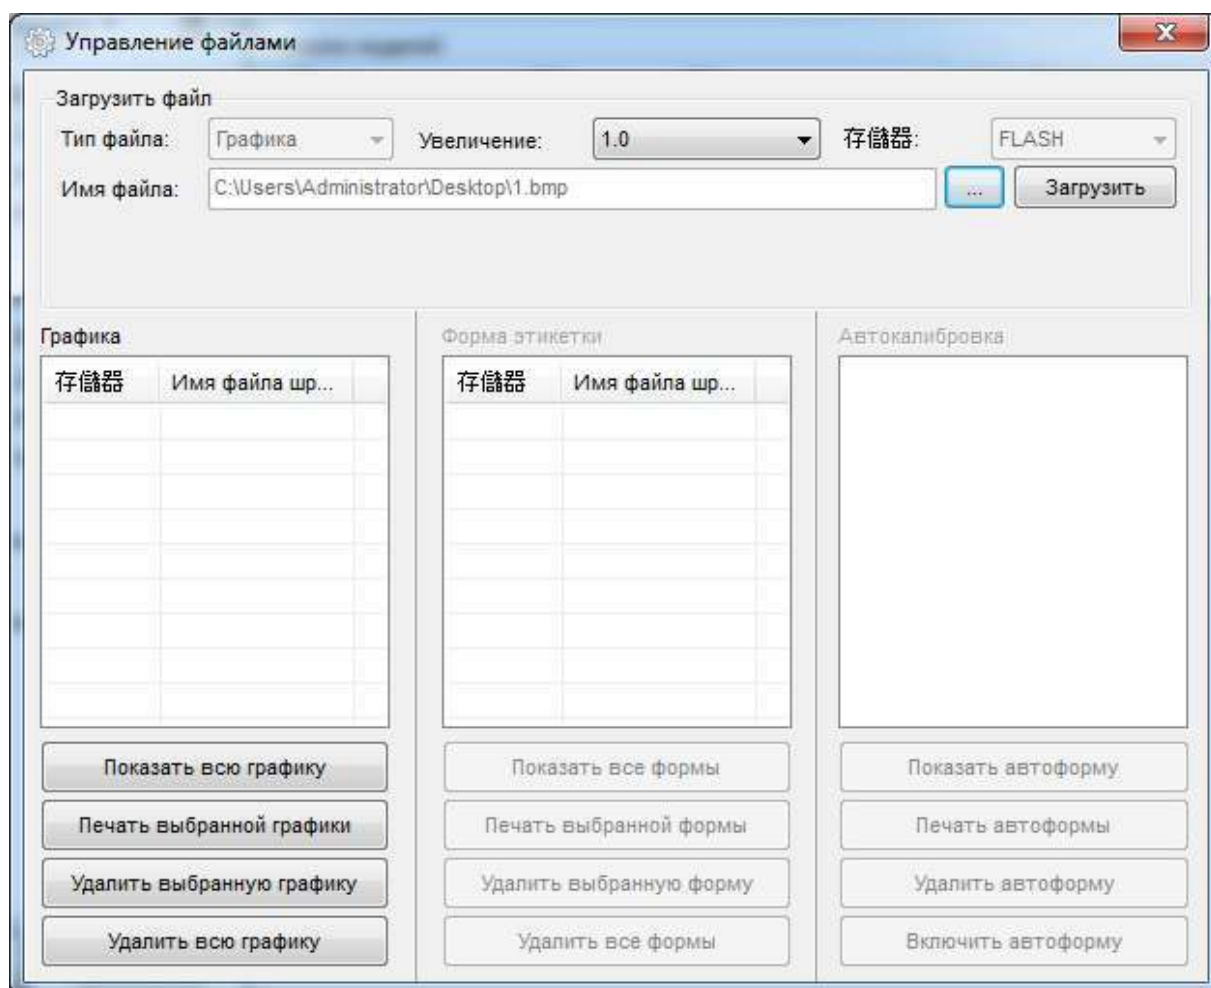 Управление файлами
Загрузить файл
Тип файла: Графика Увеличение: 1.0 存儲器: FLASH
Имя файла: C:\Users\Administrator\Desktop\1.bmp ... Загрузить
Графика
存儲器 Имя файла шр...
Показать всю графику
Печать выбранной графики
Удалить выбранную графику
Удалить всю графику
Форма этикетки
存儲器 Имя файла шр...
Показать все формы
Печать выбранной формы
Удалить выбранную форму
Удалить все формы
Автокалибровка
Показать автоформу
Печать автоформы
Удалить автоформу
Включить автоформу